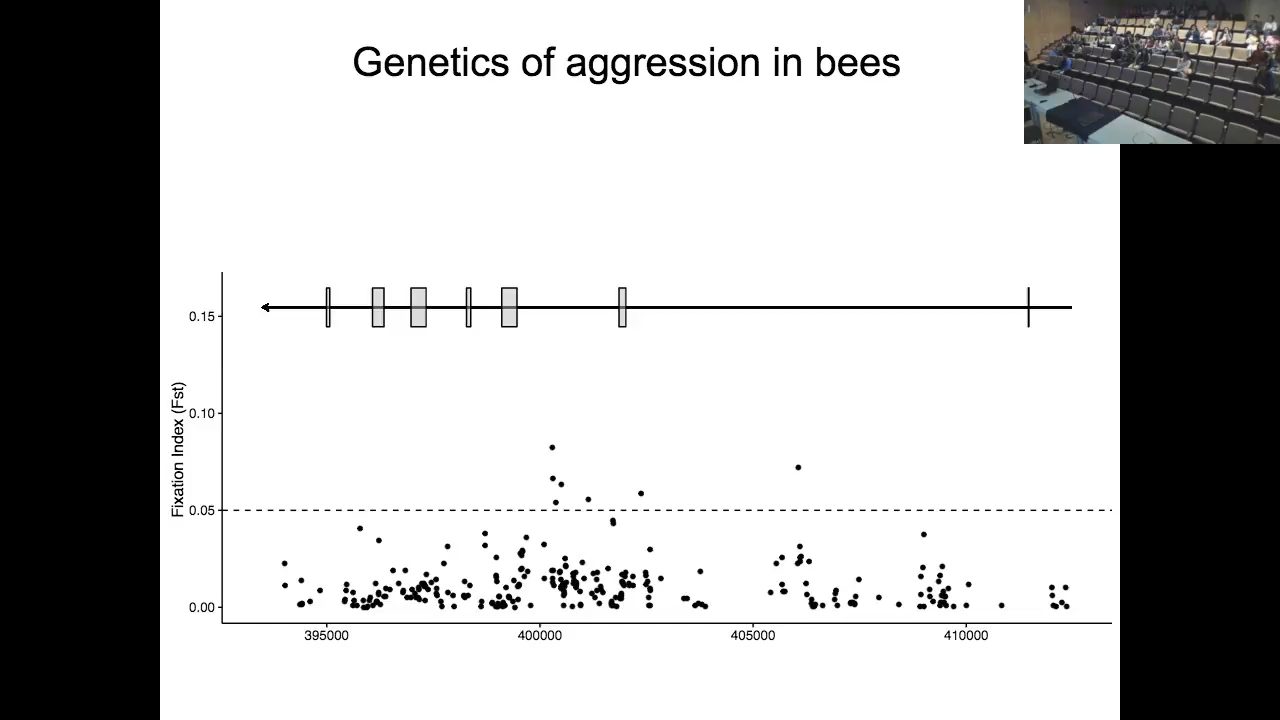 Genetics of aggression in bees
0.15
0.10
0.05
0.00
Fixation Index (Fst)
395000 400000 405000 410000